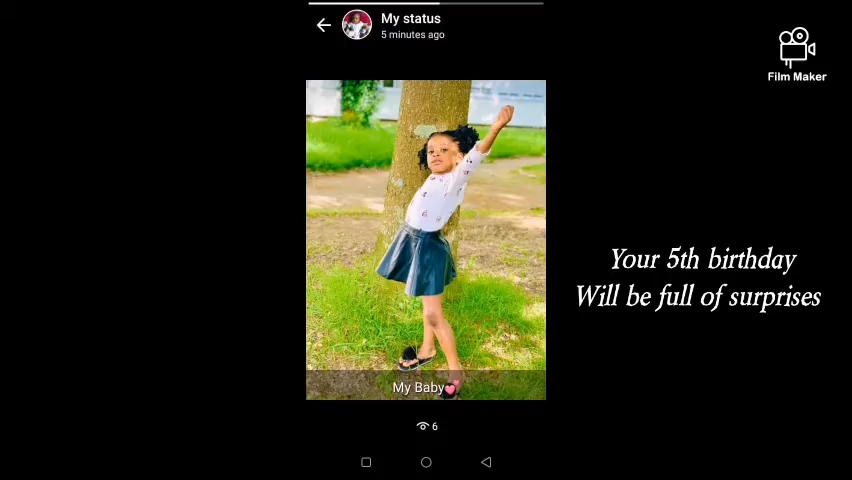 My status
5 minutes ago
Film Maker
Your 5th birthday
Will be full of surprises
My Baby💗
6